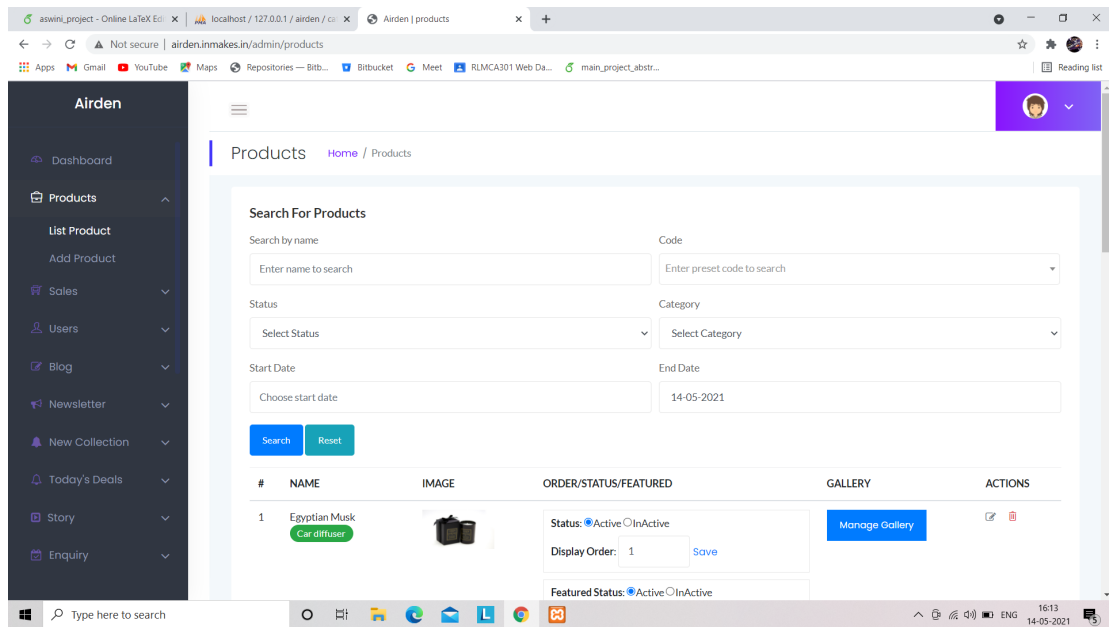 aswini_project - Online LaTeX Edi
localhost / 127.0.0.1 / airden / ca
Airden | products
Not secure | airden.inmakes.in/admin/products
Apps Gmail YouTube Maps Repositories — Bitb... Bitbucket Meet RLMCA301 Web Da... main_project_abstr... Reading list
Airden
Dashboard
Products
List Product
Add Product
Sales
Users
Blog
Newsletter
New Collection
Today's Deals
Story
Enquiry
Products Home / Products
Search For Products
Search by name Code
Enter name to search Enter preset code to search
Status Category
Select Status Select Category
Start Date End Date
Choose start date 14-05-2021
Search Reset
# NAME IMAGE ORDER/STATUS/FEATURED GALLERY ACTIONS
1 Egyptian Musk Status: Active InActive Manage Gallery
Car diffuser
Display Order: 1 Save
Featured Status: Active InActive
Type here to search
ENG
16:13
14-05-2021
5